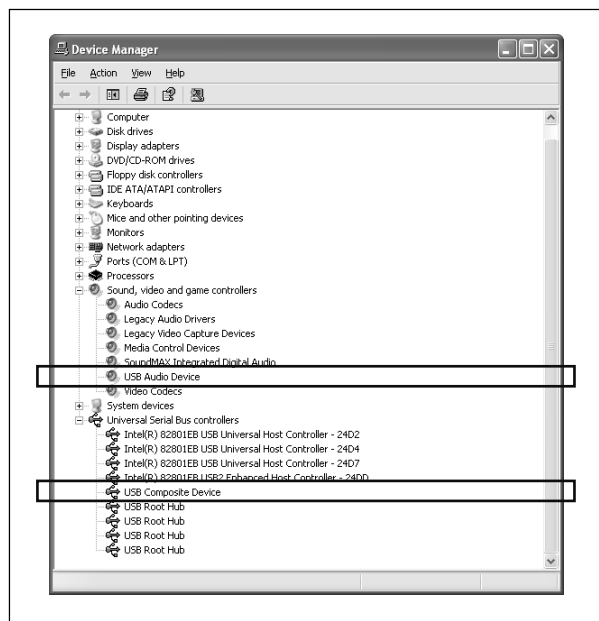 Device Manager
File Action View Help
Computer
Disk drives
Display adapters
DVD/CD-ROM drives
Floppy disk controllers
IDE ATA/ATAPI controllers
Keyboards
Mice and other pointing devices
Monitors
Network adapters
Ports (COM & LPT)
Processors
Sound, video and game controllers
Audio Codecs
Legacy Audio Drivers
Legacy Video Capture Devices
Media Control Devices
SoundMAX Integrated Digital Audio
USB Audio Device
Video Codecs
System devices
Universal Serial Bus controllers
Intel(R) 82801EB USB Universal Host Controller - 24D2
Intel(R) 82801EB USB Universal Host Controller - 24D4
Intel(R) 82801EB USB Universal Host Controller - 24D7
Intel(R) 82801EB USB2 Enhanced Host Controller - 24DD
USB Composite Device
USB Root Hub
USB Root Hub
USB Root Hub
USB Root Hub